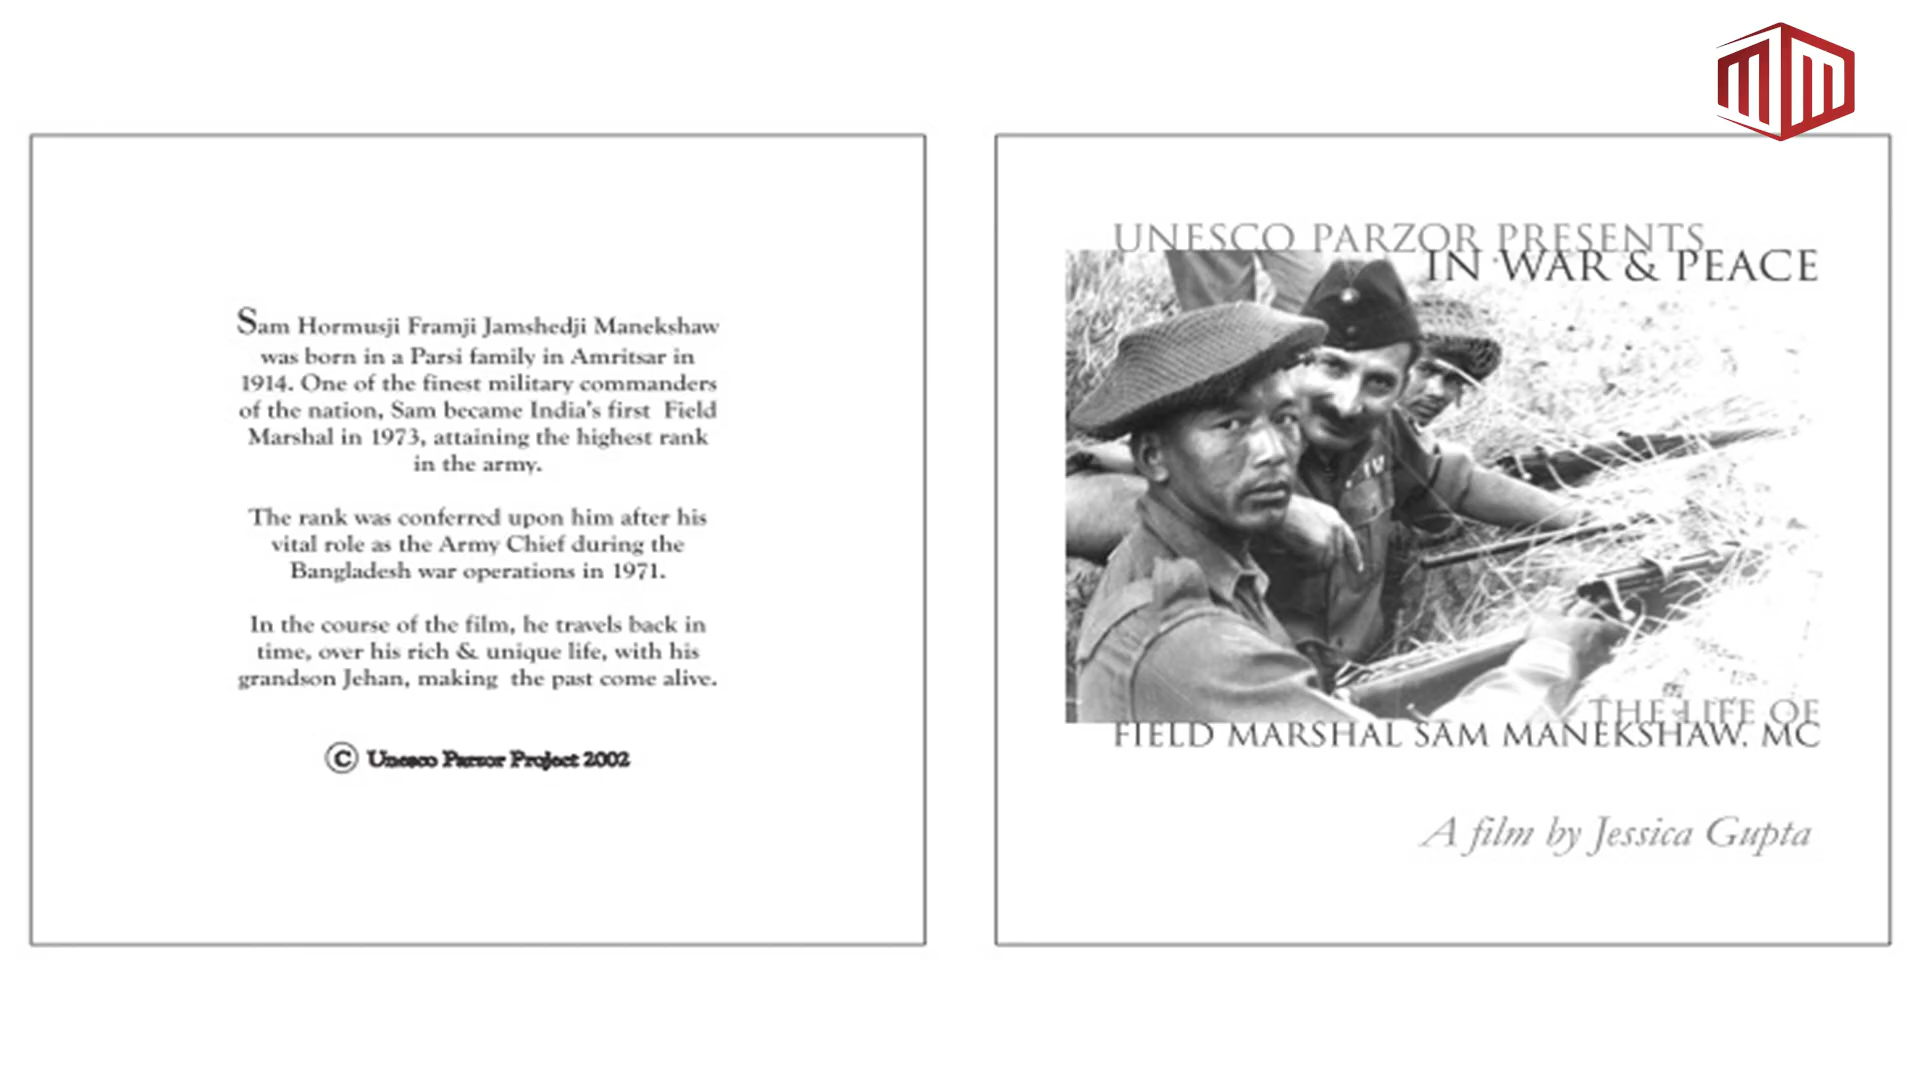 Sam Hormusji Framji Jamshedji Manekshaw
was born in a Parsi family in Amritsar in
1914. One of the finest military commanders
of the nation, Sam became India's first Field
Marshal in 1973, attaining the highest rank
in the army.
The rank was conferred upon him after his
vital role as the Army Chief during the
Bangladesh war operations in 1971.
In the course of the film, he travels back in
time, over his rich & unique life, with his
grandson Jehan, making the past come alive.
© Unesco Parzor Project 2002
UNESCO PARZOR PRESENTS
IN WAR & PEACE
THE LIFE OF
FIELD MARSHAL SAM MANEKSHAW, MC
A film by Jessica Gupta